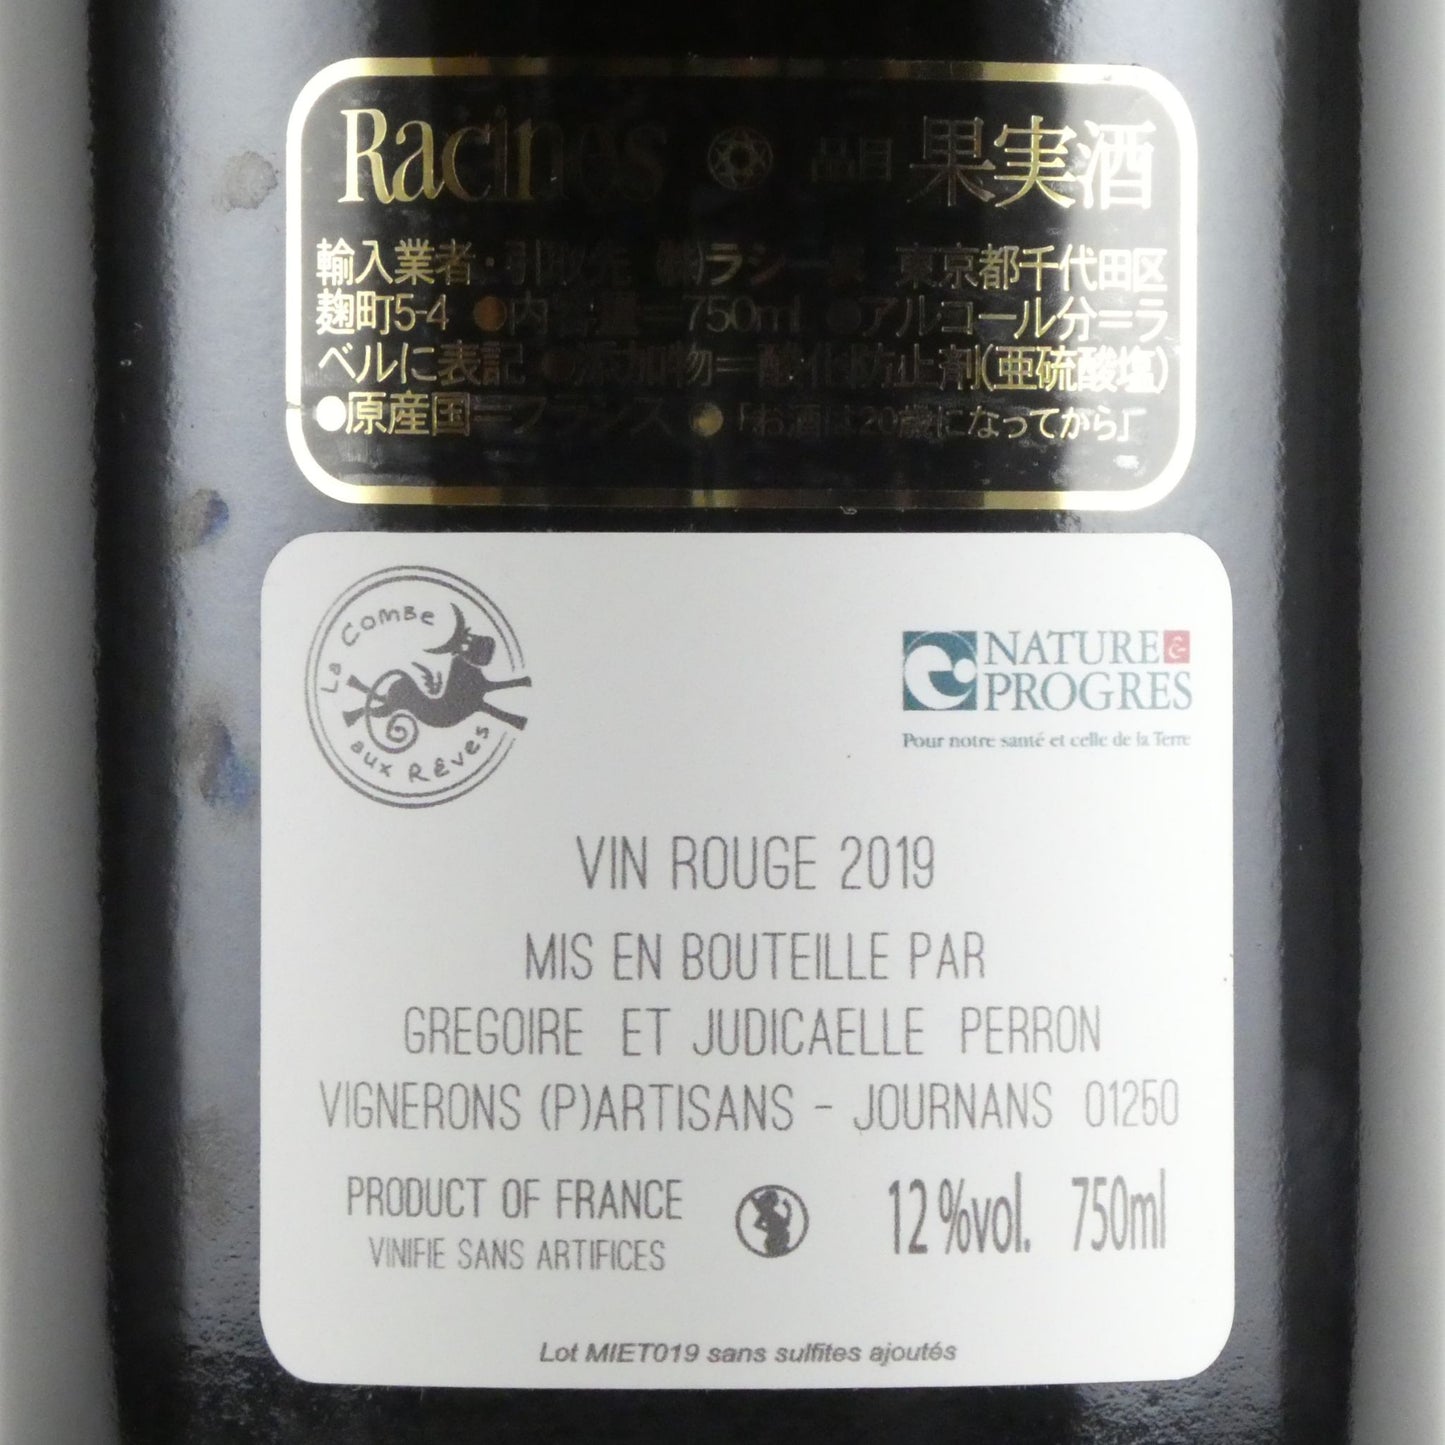 Racines 品目 果実酒
輸入業者・引取先 ㈱ラシーヌ 東京都千代田区
麹町5-4 ●内容量=750ml ●アルコール分=ラ
ベルに表記 ●添加物=酸化防止剤(亜硫酸塩)
●原産国=フランス ●「お酒は20歳になってから」
La Combe
aux Rêves
NATURE &
PROGRES
Pour notre santé et celle de la Terre
VIN ROUGE 2019
MIS EN BOUTEILLE PAR
GREGOIRE ET JUDICAELLE PERRON
VIGNERONS (P)ARTISANS - JOURNANS 01250
PRODUCT OF FRANCE 12%vol. 750ml
VINIFIE SANS ARTIFICES
Lot MIET019 sans sulfites ajoutés